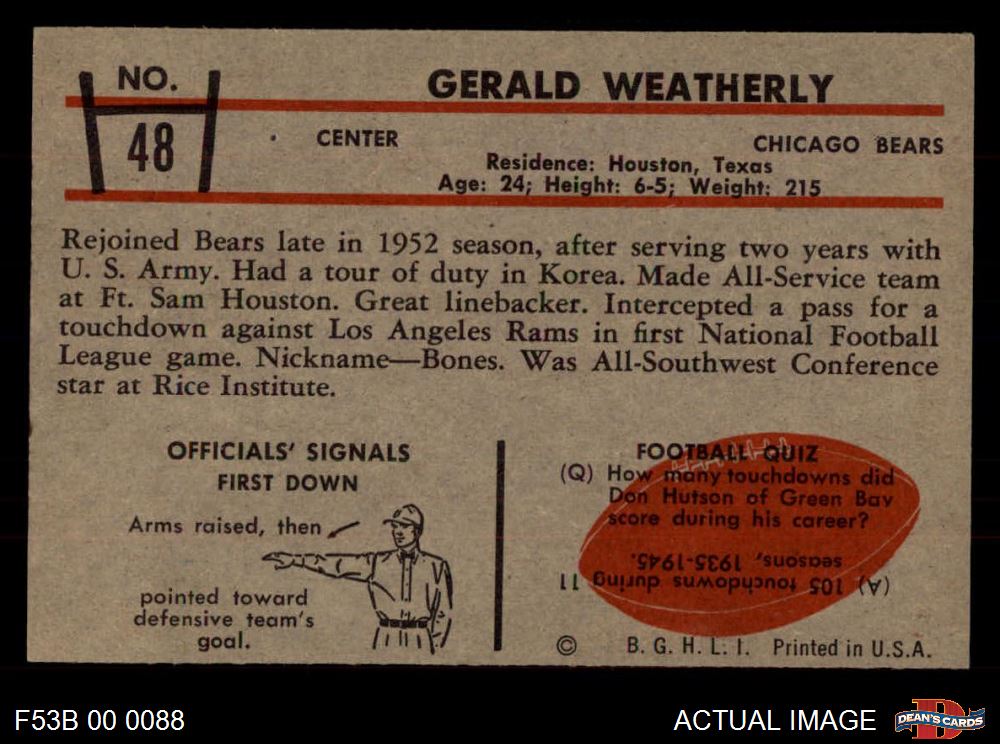 NO.
48
GERALD WEATHERLY
CENTER
CHICAGO BEARS
Residence: Houston, Texas
Age: 24; Height: 6-5; Weight: 215
Rejoined Bears late in 1952 season, after serving two years with
U. S. Army. Had a tour of duty in Korea. Made All-Service team
at Ft. Sam Houston. Great linebacker. Intercepted a pass for a
touchdown against Los Angeles Rams in first National Football
League game. Nickname—Bones. Was All-Southwest Conference
star at Rice Institute.
OFFICIALS' SIGNALS
FIRST DOWN
Arms raised, then
pointed toward
defensive team's
goal.
FOOTBALL QUIZ
(Q) How many touchdowns did
Don Hutson of Green Bay
score during his career?
(A) 105 touchdowns during 11
seasons, 1935-1945.
© B. G. H. L. I. Printed in U.S.A.
F53B 00 0088
ACTUAL IMAGE
D
DEAN'S CARDS